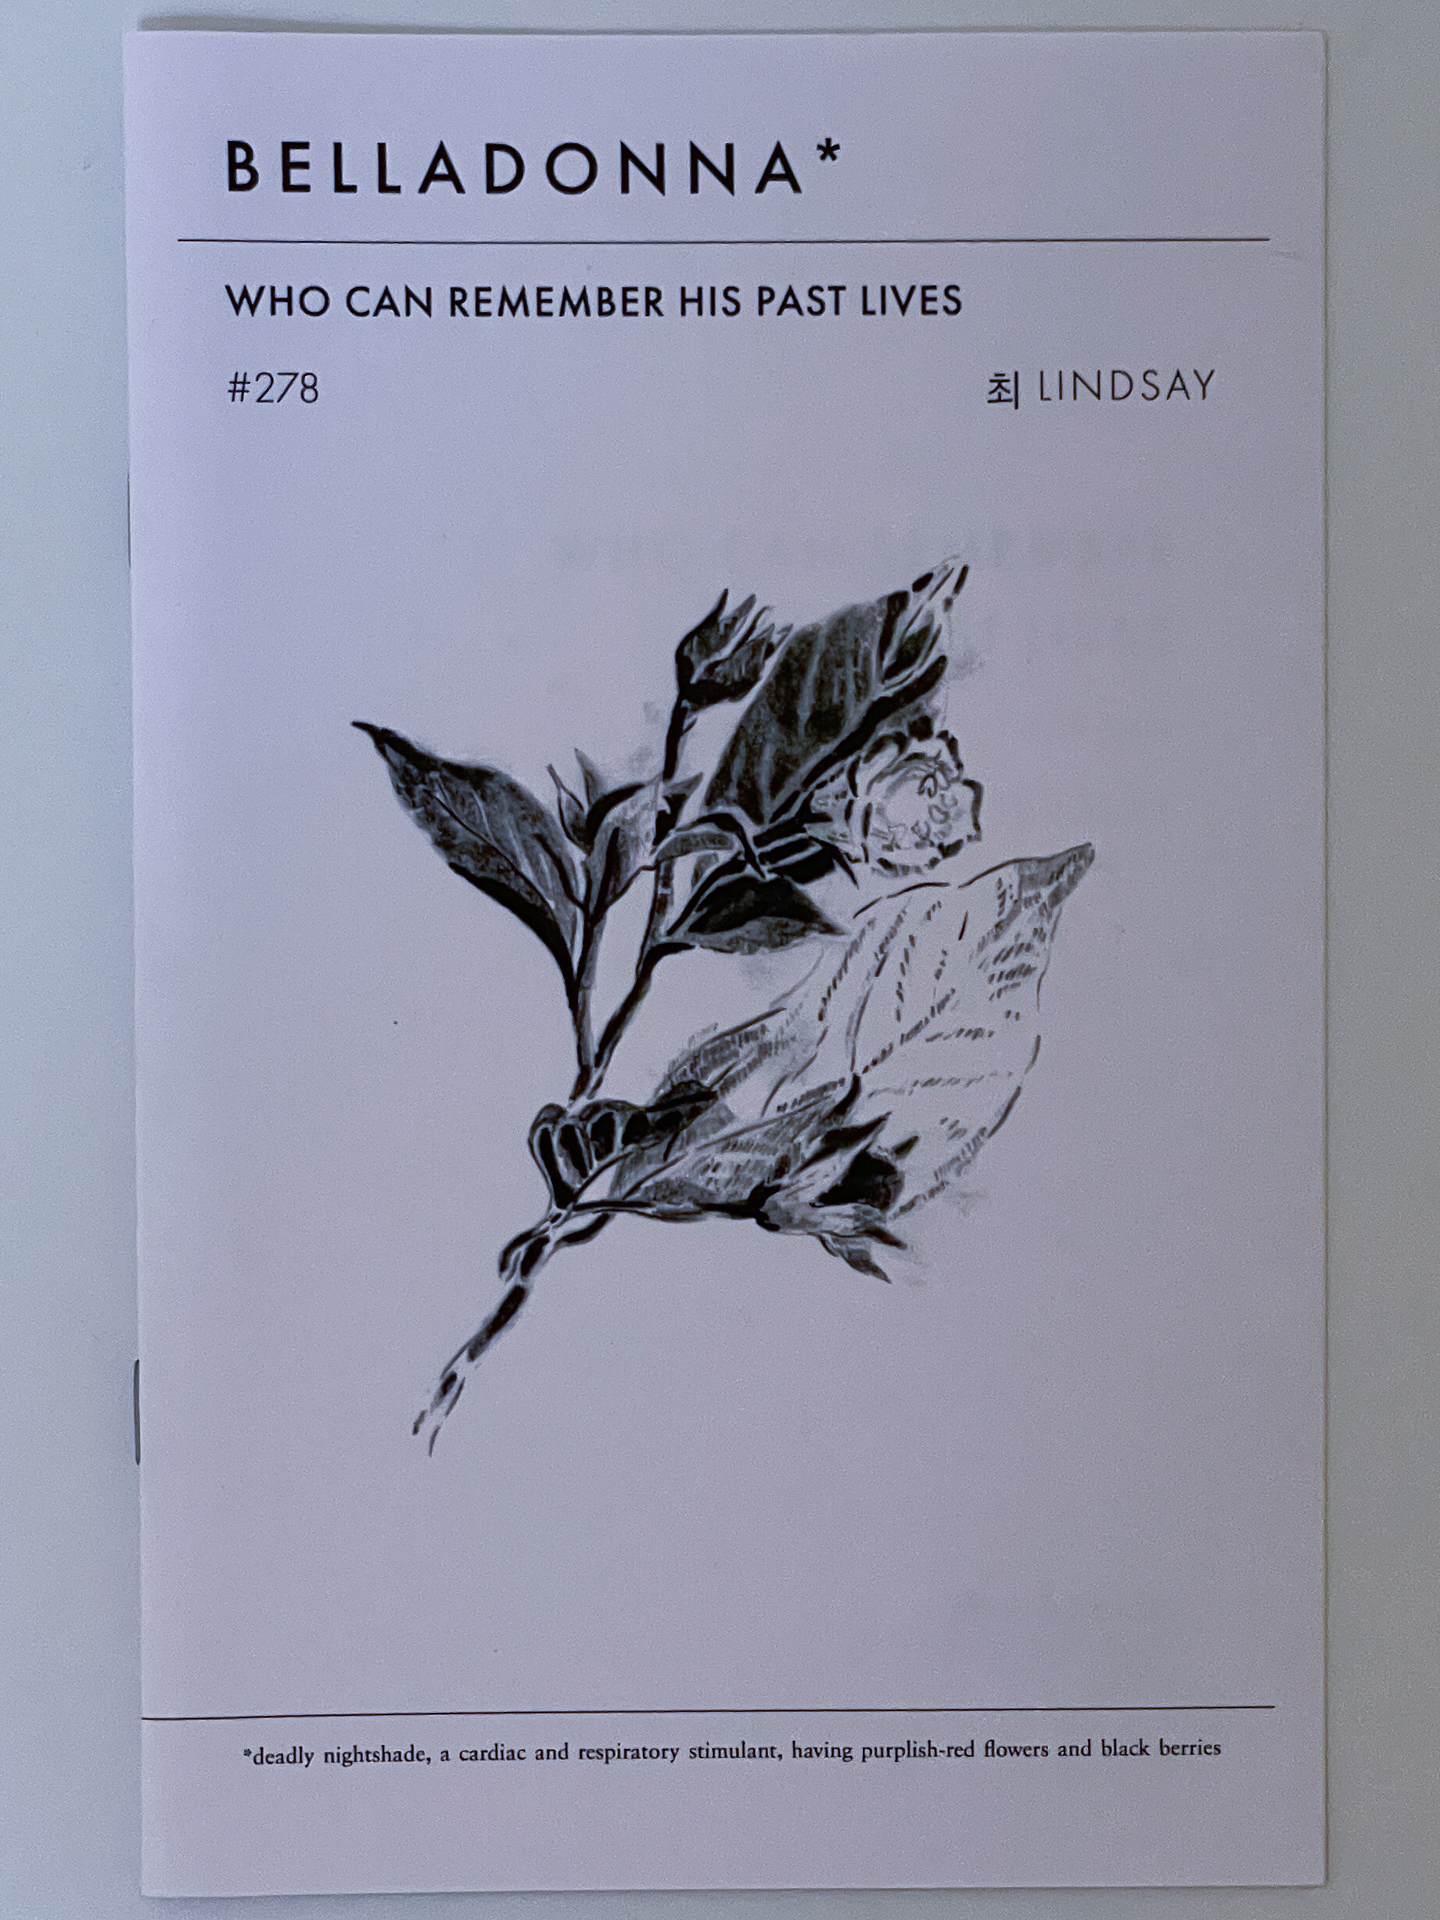 BELLADONNA*
WHO CAN REMEMBER HIS PAST LIVES
#278
최 LINDSAY
*deadly nightshade, a cardiac and respiratory stimulant, having purplish-red flowers and black berries